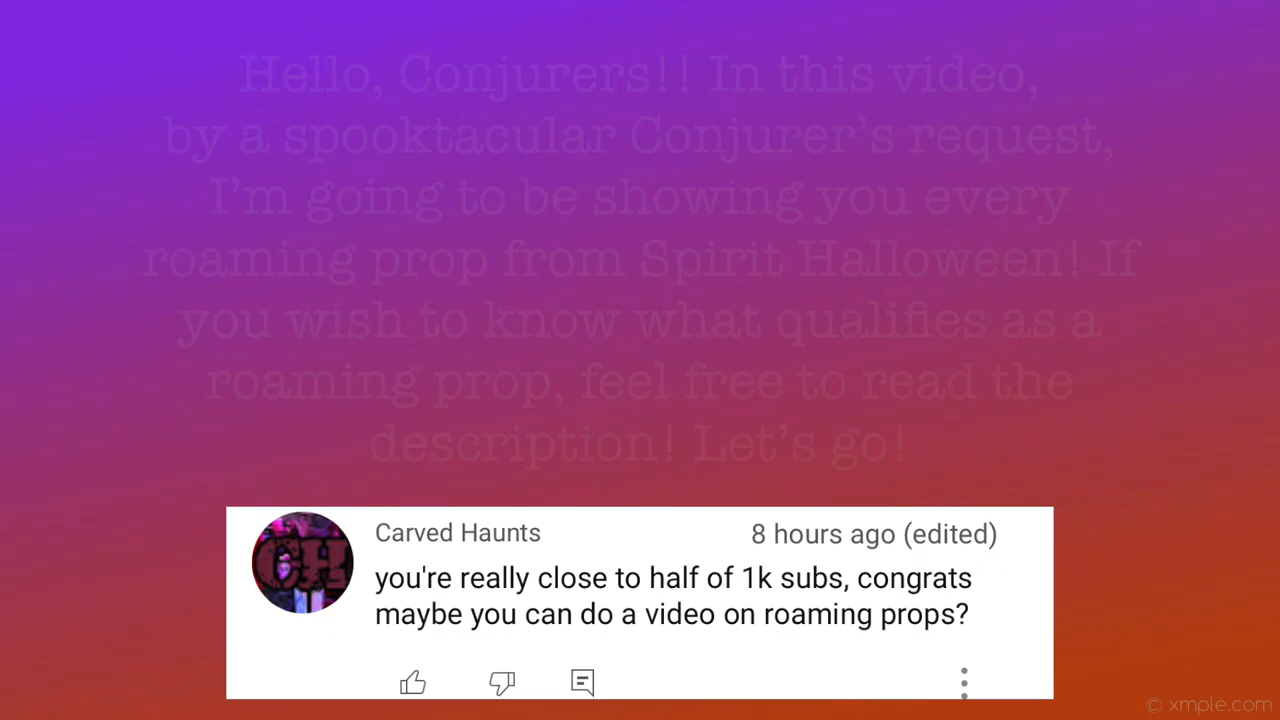 Hello, Conjurers!! In this video,
by a spooktacular Conjurer's request,
I'm going to be showing you every
roaming prop from Spirit Halloween! If
you wish to know what qualifies as a
roaming prop, feel free to read the
description! Let's go!
CH
Carved Haunts 8 hours ago (edited)
you're really close to half of 1k subs, congrats
maybe you can do a video on roaming props?
© xmple.com